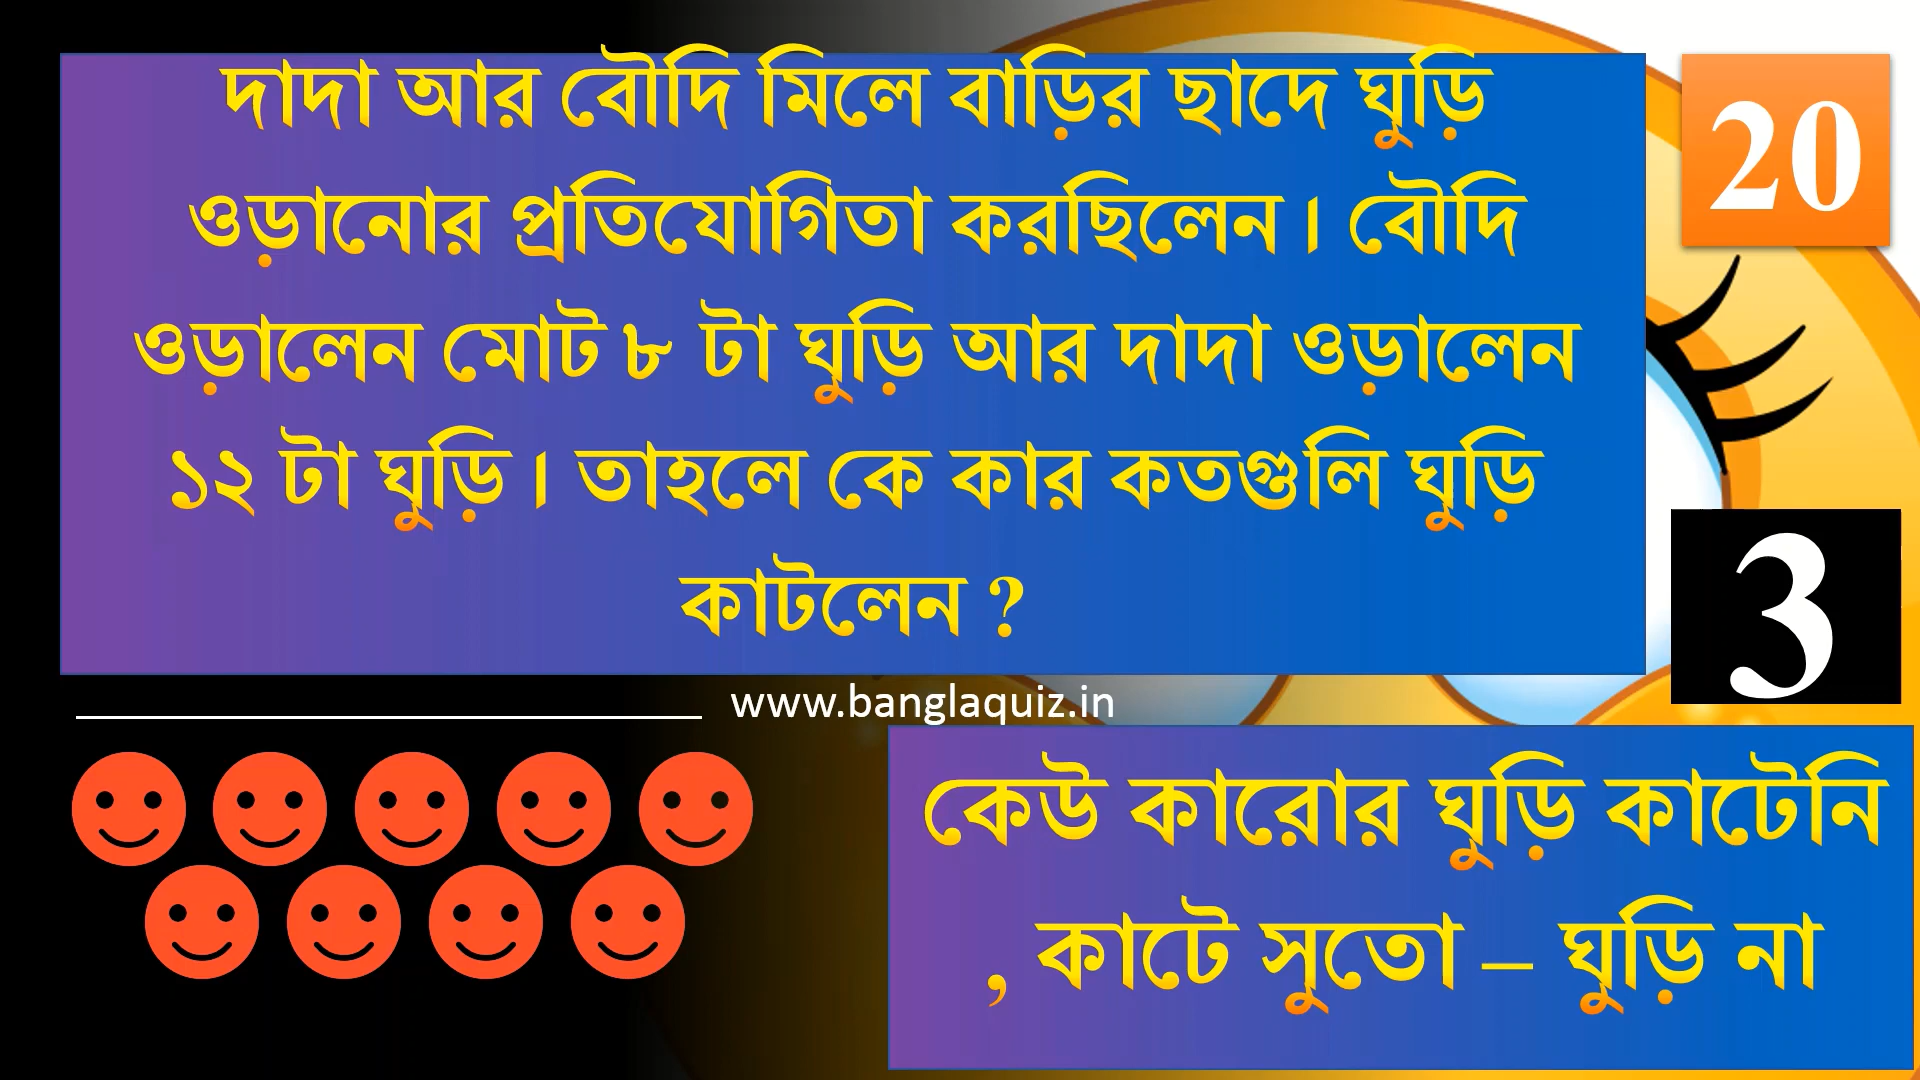 দাদা আর বৌদি মিলে বাড়ির ছাদে ঘুড়ি
ওড়ানোর প্রতিযোগিতা করছিলেন । বৌদি
ওড়ালেন মোট ৮ টা ঘুড়ি আর দাদা ওড়ালেন
১২ টা ঘুড়ি । তাহলে কে কার কতগুলি ঘুড়ি
কাটলেন ?
20
3
www.banglaquiz.in
কেউ কারোর ঘুড়ি কাটেনি
, কাটে সুতো – ঘুড়ি না